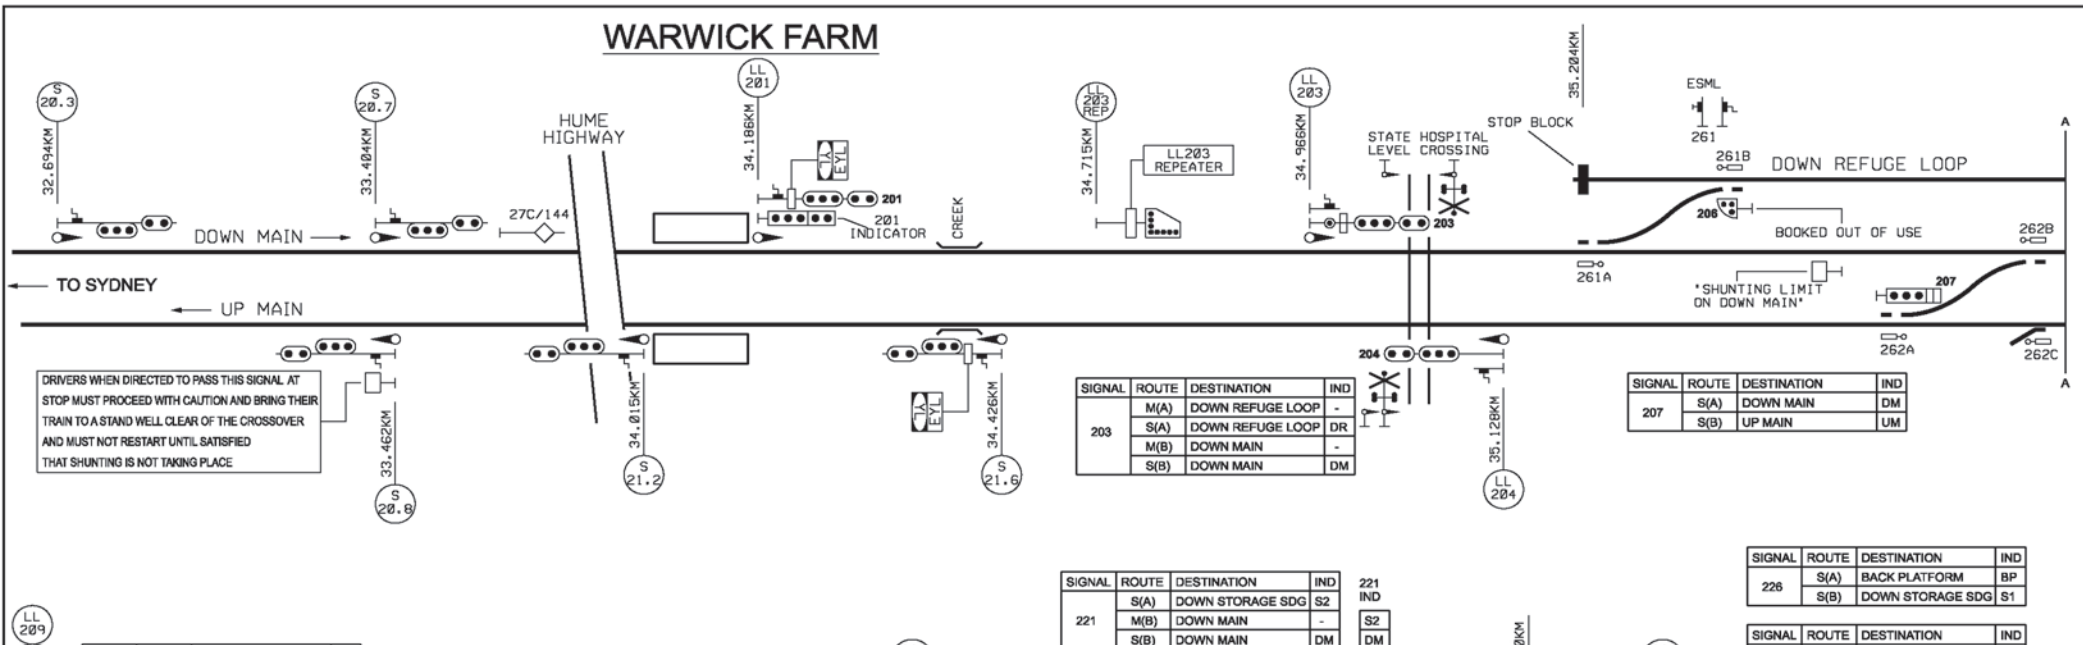 WARWICK FARM
S
20.3
32.694KM
S
20.7
33.404KM
HUME
HIGHWAY
27C/144
LL
201
34.186KM
YL
EYL
201
201
INDICATOR
CREEK
LL
203
REP
34.715KM
LL203
REPEATER
LL
203
34.966KM
203
STATE HOSPITAL
LEVEL CROSSING
STOP BLOCK
35.204KM
ESML
261
261B
DOWN REFUGE LOOP
206
BOOKED OUT OF USE
261A
262B
A
DOWN MAIN
TO SYDNEY
UP MAIN
"SHUNTING LIMIT
ON DOWN MAIN"
207
262A
262C
A
DRIVERS WHEN DIRECTED TO PASS THIS SIGNAL AT
STOP MUST PROCEED WITH CAUTION AND BRING THEIR
TRAIN TO A STAND WELL CLEAR OF THE CROSSOVER
AND MUST NOT RESTART UNTIL SATISFIED
THAT SHUNTING IS NOT TAKING PLACE
33.462KM
S
20.8
34.015KM
S
21.2
YL
EYL
34.426KM
S
21.6
204
35.128KM
LL
204
SIGNAL ROUTE DESTINATION IND
203
M(A) DOWN REFUGE LOOP -
S(A) DOWN REFUGE LOOP DR
M(B) DOWN MAIN -
S(B) DOWN MAIN DM
SIGNAL ROUTE DESTINATION IND
207
S(A) DOWN MAIN DM
S(B) UP MAIN UM
LL
209
SIGNAL ROUTE DESTINATION IND
221
S(A) DOWN STORAGE SDG S2
M(B) DOWN MAIN -
S(B) DOWN MAIN DM
221
IND
S2
DM
0KM
SIGNAL ROUTE DESTINATION IND
226
S(A) BACK PLATFORM BP
S(B) DOWN STORAGE SDG S1
SIGNAL ROUTE DESTINATION IND